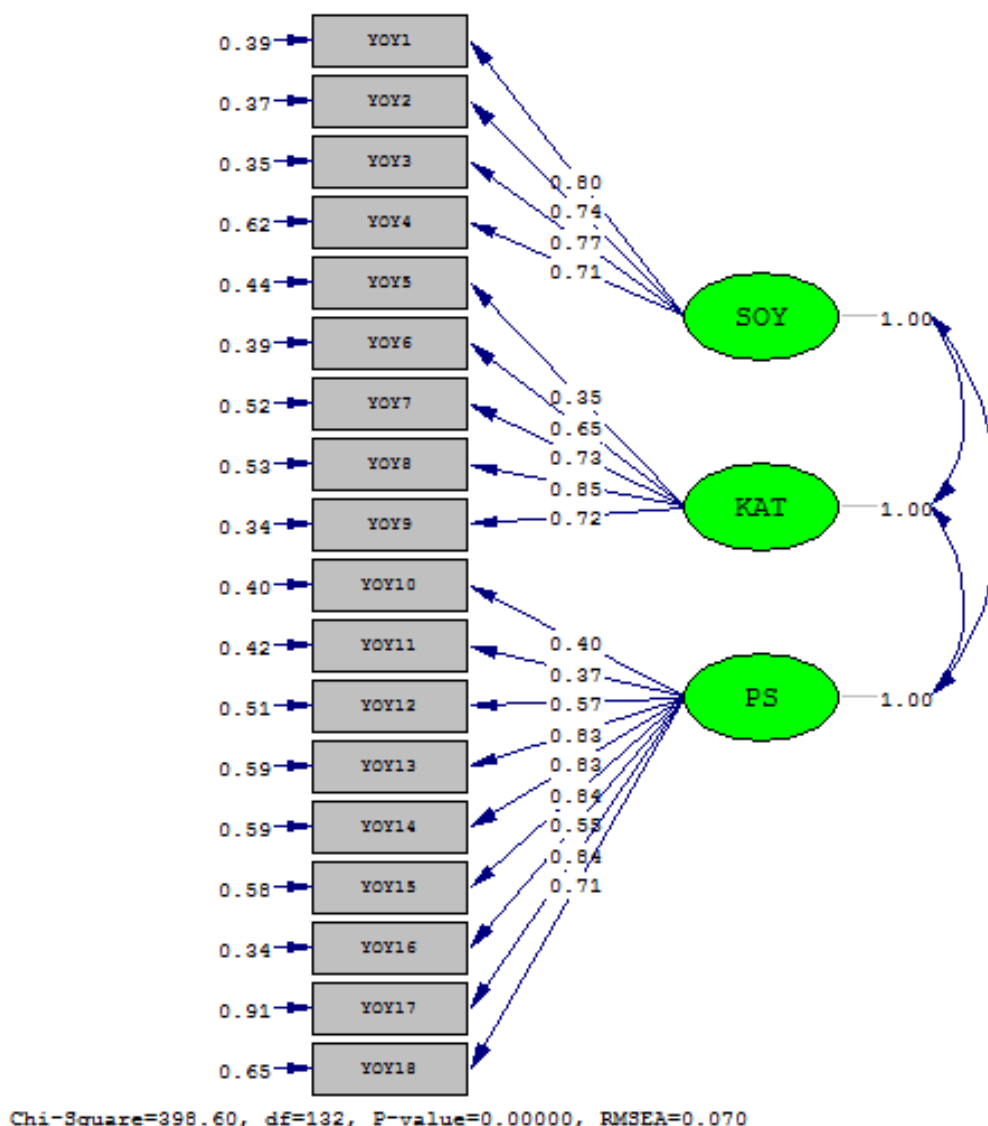 0.39 YOY1
0.37 YOY2
0.35 YOY3
0.62 YOY4
0.44 YOY5
0.39 YOY6
0.52 YOY7
0.53 YOY8
0.34 YOY9
0.40 YOY10
0.42 YOY11
0.51 YOY12
0.59 YOY13
0.59 YOY14
0.58 YOY15
0.34 YOY16
0.91 YOY17
0.65 YOY18
0.80
0.74
0.77
0.71
0.35
0.65
0.73
0.85
0.72
0.40
0.37
0.57
0.83
0.83
0.84
0.84
0.71
SOY 1.00
KAT 1.00
PS 1.00
Chi-Square=398.60, df=132, P-value=0.00000, RMSEA=0.070